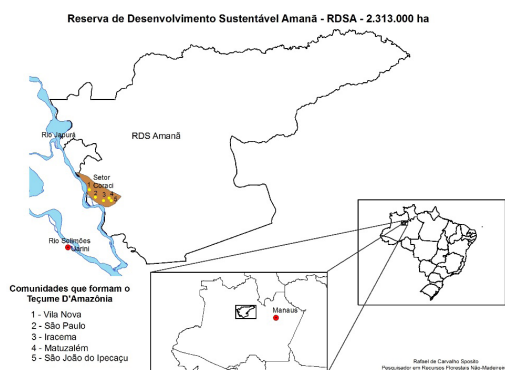 Reserva de Desenvolvimento Sustentável Amanã - RDSA - 2.313.000 ha
Rio Japurá
RDS Amanã
Setor
Coraci
1
2
3
4
5
Rio Solimões
Jarini
Manaus
Comunidades que formam o
Teçume D'Amazônia
1 - Vila Nova
2 - São Paulo
3 - Iracema
4 - Matuzalém
5 - São João do Ipecaçu
Rafael de Carvalho Sposito
Pesquisador em Recursos Florestais Não-Madeireiros